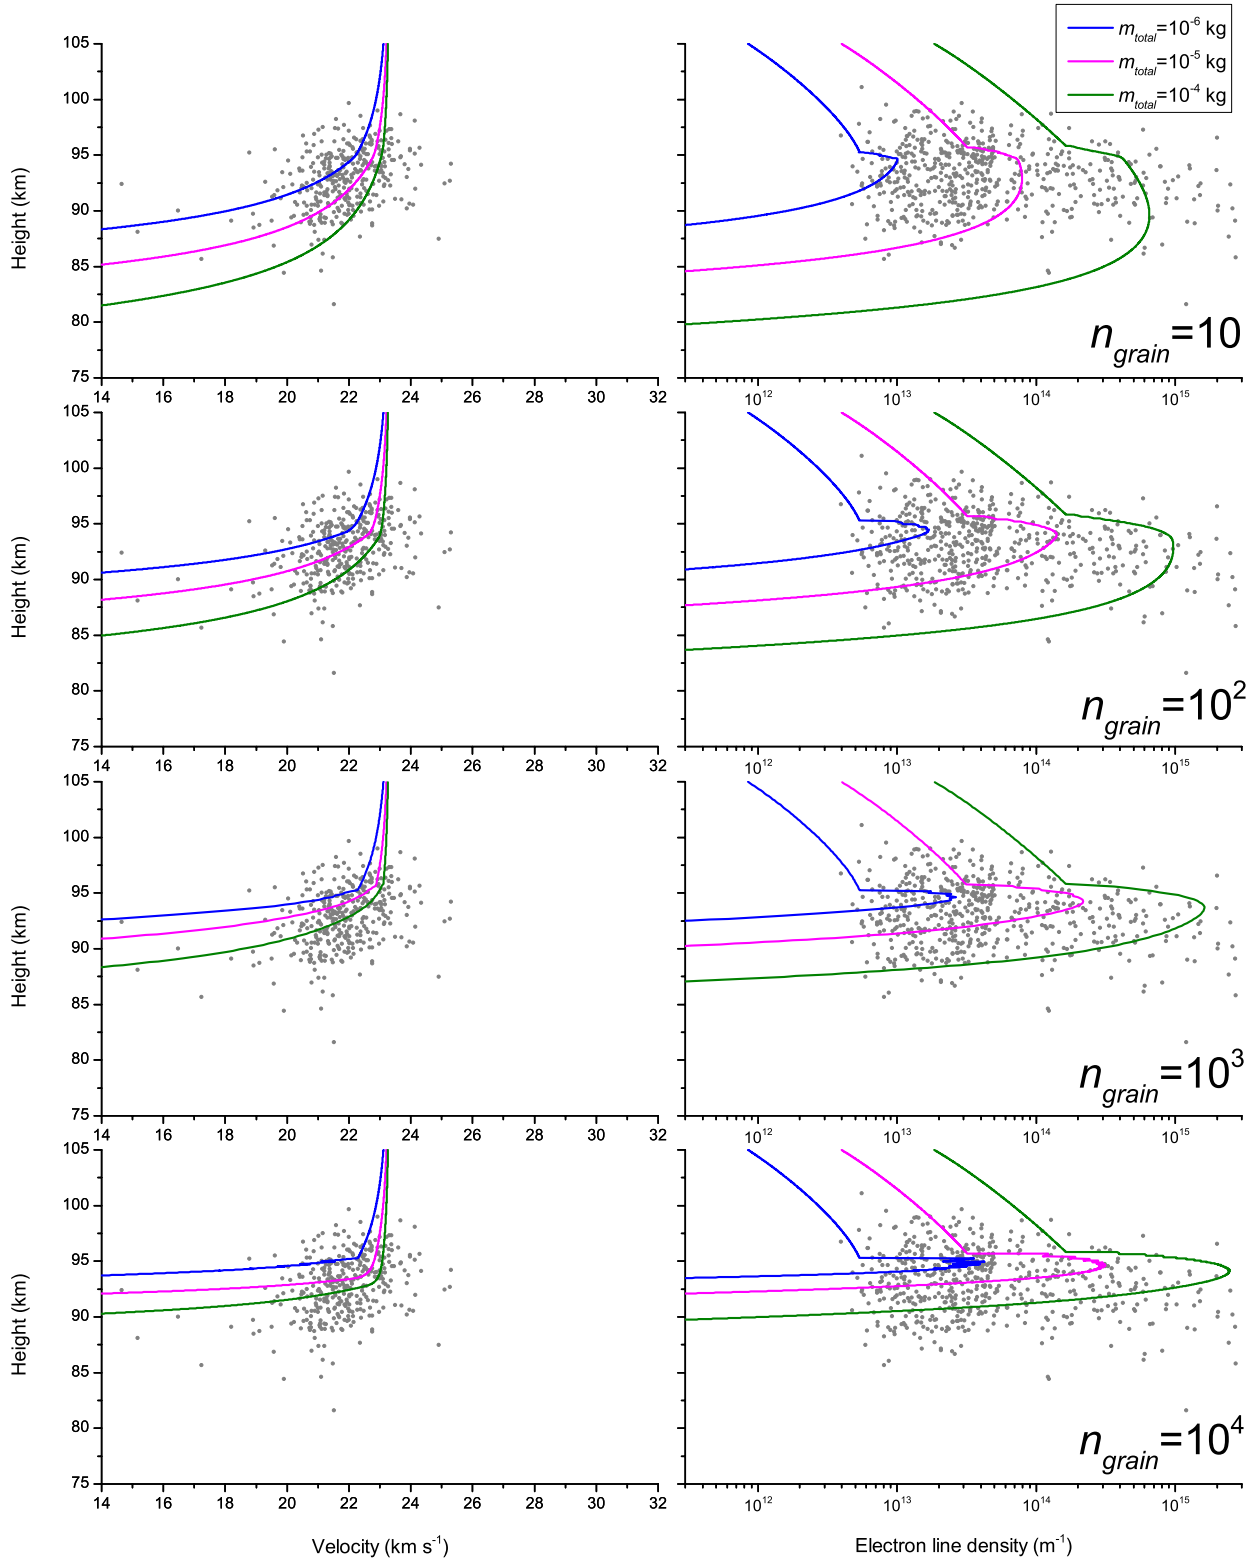 m_total=10^-6 kg
m_total=10^-5 kg
m_total=10^-4 kg
105
100
95
90
85
80
75
Height (km)
14 16 18 20 22 24 26 28 30 32
10^12 10^13 10^14 10^15
n_grain=10
105
100
95
90
85
80
75
Height (km)
14 16 18 20 22 24 26 28 30 32
10^12 10^13 10^14 10^15
n_grain=10^2
105
100
95
90
85
80
75
Height (km)
14 16 18 20 22 24 26 28 30 32
10^12 10^13 10^14 10^15
n_grain=10^3
105
100
95
90
85
80
75
Height (km)
14 16 18 20 22 24 26 28 30 32
10^12 10^13 10^14 10^15
n_grain=10^4
Velocity (km s^-1)
Electron line density (m^-1)